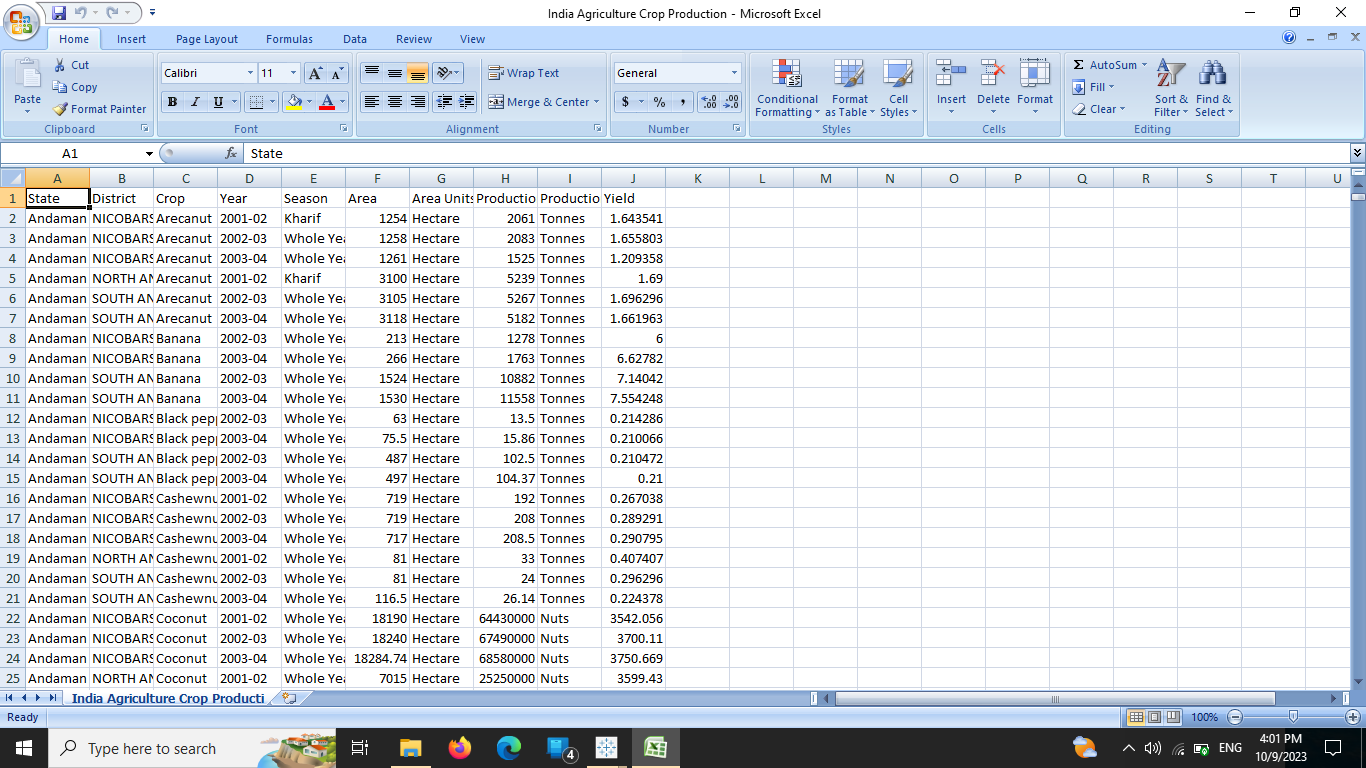 India Agriculture Crop Production - Microsoft Excel
Home Insert Page Layout Formulas Data Review View
Paste Cut Copy Format Painter Clipboard
Calibri 11 B I U Font
Wrap Text Merge & Center Alignment
General $ % , Number
Conditional Formatting Format as Table Cell Styles Styles
Insert Delete Format Cells
Σ AutoSum Fill Clear Sort & Filter Find & Select Editing
A1 fx State
A B C D E F G H I J K L M N O P Q R S T U
1 State District Crop Year Season Area Area Units Productio Productio Yield
2 Andaman NICOBARS Arecanut 2001-02 Kharif 1254 Hectare 2061 Tonnes 1.643541
3 Andaman NICOBARS Arecanut 2002-03 Whole Yea 1258 Hectare 2083 Tonnes 1.655803
4 Andaman NICOBARS Arecanut 2003-04 Whole Yea 1261 Hectare 1525 Tonnes 1.209358
5 Andaman NORTH AN Arecanut 2001-02 Kharif 3100 Hectare 5239 Tonnes 1.69
6 Andaman SOUTH AN Arecanut 2002-03 Whole Yea 3105 Hectare 5267 Tonnes 1.696296
7 Andaman SOUTH AN Arecanut 2003-04 Whole Yea 3118 Hectare 5182 Tonnes 1.661963
8 Andaman NICOBARS Banana 2002-03 Whole Yea 213 Hectare 1278 Tonnes 6
9 Andaman NICOBARS Banana 2003-04 Whole Yea 266 Hectare 1763 Tonnes 6.62782
10 Andaman SOUTH AN Banana 2002-03 Whole Yea 1524 Hectare 10882 Tonnes 7.14042
11 Andaman SOUTH AN Banana 2003-04 Whole Yea 1530 Hectare 11558 Tonnes 7.554248
12 Andaman NICOBARS Black pepp 2002-03 Whole Yea 63 Hectare 13.5 Tonnes 0.214286
13 Andaman NICOBARS Black pepp 2003-04 Whole Yea 75.5 Hectare 15.86 Tonnes 0.210066
14 Andaman SOUTH AN Black pepp 2002-03 Whole Yea 487 Hectare 102.5 Tonnes 0.210472
15 Andaman SOUTH AN Black pepp 2003-04 Whole Yea 497 Hectare 104.37 Tonnes 0.21
16 Andaman NICOBARS Cashewnu 2001-02 Whole Yea 719 Hectare 192 Tonnes 0.267038
17 Andaman NICOBARS Cashewnu 2002-03 Whole Yea 719 Hectare 208 Tonnes 0.289291
18 Andaman NICOBARS Cashewnu 2003-04 Whole Yea 717 Hectare 208.5 Tonnes 0.290795
19 Andaman NORTH AN Cashewnu 2001-02 Whole Yea 81 Hectare 33 Tonnes 0.407407
20 Andaman SOUTH AN Cashewnu 2002-03 Whole Yea 81 Hectare 24 Tonnes 0.296296
21 Andaman SOUTH AN Cashewnu 2003-04 Whole Yea 116.5 Hectare 26.14 Tonnes 0.224378
22 Andaman NICOBARS Coconut 2001-02 Whole Yea 18190 Hectare 64430000 Nuts 3542.056
23 Andaman NICOBARS Coconut 2002-03 Whole Yea 18240 Hectare 67490000 Nuts 3700.11
24 Andaman NICOBARS Coconut 2003-04 Whole Yea 18284.74 Hectare 68580000 Nuts 3750.669
25 Andaman NORTH AN Coconut 2001-02 Whole Yea 7015 Hectare 25250000 Nuts 3599.43
India Agriculture Crop Producti
Ready 100%
Type here to search 4 ENG 4:01 PM
10/9/2023